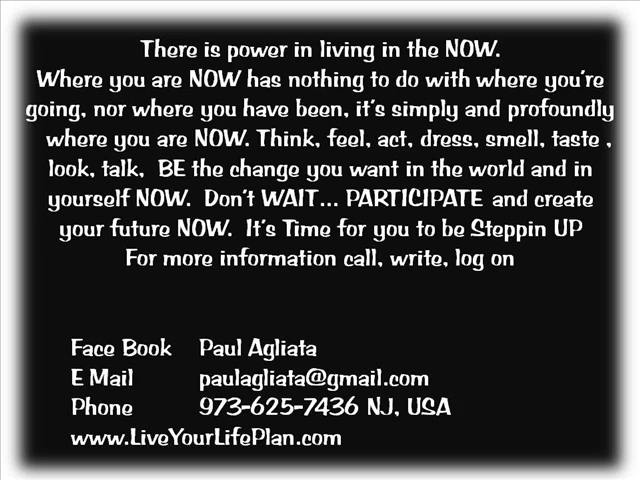 There is power in living in the NOW.
Where you are NOW has nothing to do with where you're
going, nor where you have been, it's simply and profoundly
where you are NOW. Think, feel, act, dress, smell, taste ,
look, talk, BE the change you want in the world and in
yourself NOW. Don't WAIT... PARTICIPATE and create
your future NOW. It's Time for you to be Steppin UP
For more information call, write, log on
Face Book Paul Agliata
E Mail paulagliata@gmail.com
Phone 973-625-7436 NJ, USA
www.LiveYourLifePlan.com